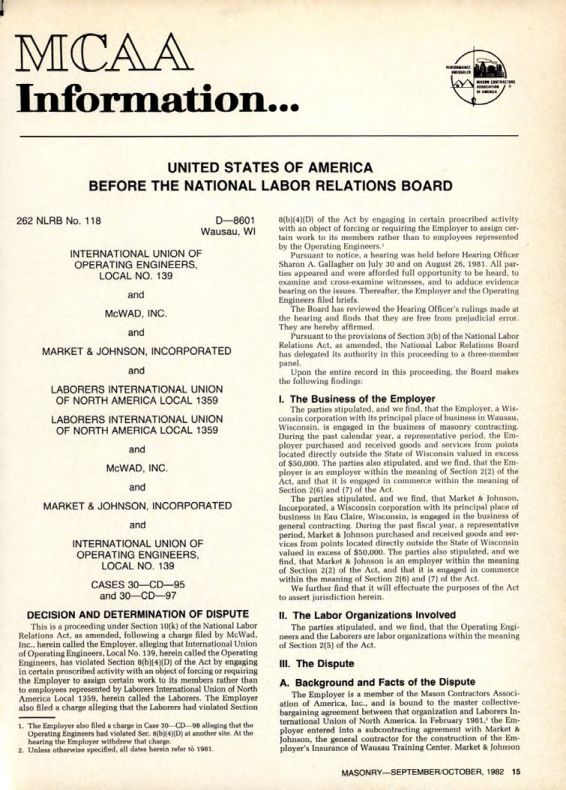 MCAA
Information...
PERFORMANCE
UNEQUALED
MASON CONTRACTORS
ASSOCIATION
OF AMERICA
UNITED STATES OF AMERICA
BEFORE THE NATIONAL LABOR RELATIONS BOARD
262 NLRB No. 118
D—8601
Wausau, WI
INTERNATIONAL UNION OF
OPERATING ENGINEERS,
LOCAL NO. 139
and
McWAD, INC.
and
MARKET & JOHNSON, INCORPORATED
and
LABORERS INTERNATIONAL UNION
OF NORTH AMERICA LOCAL 1359
LABORERS INTERNATIONAL UNION
OF NORTH AMERICA LOCAL 1359
and
McWAD, INC.
and
MARKET & JOHNSON, INCORPORATED
and
INTERNATIONAL UNION OF
OPERATING ENGINEERS,
LOCAL NO. 139
CASES 30—CD—95
and 30—CD—97
DECISION AND DETERMINATION OF DISPUTE
This is a proceeding under Section 10(k) of the National Labor
Relations Act, as amended, following a charge filed by McWad,
Inc., herein called the Employer, alleging that International Union
of Operating Engineers, Local No. 139, herein called the Operating
Engineers, has violated Section 8(b)(4)(D) of the Act by engaging
in certain proscribed activity with an object of forcing or requiring
the Employer to assign certain work to its members rather than
to employees represented by Laborers International Union of North
America Local 1359, herein called the Laborers. The Employer
also filed a charge alleging that the Laborers had violated Section
1. The Employer also filed a charge in Case 30—CD—98 alleging that the
Operating Engineers had violated Sec. 8(b)(4)(D) at another site. At the
hearing the Employer withdrew that charge.
2. Unless otherwise specified, all dates herein refer to 1981.
8(b)(4)(D) of the Act by engaging in certain proscribed activity
with an object of forcing or requiring the Employer to assign cer-
tain work to its members rather than to employees represented
by the Operating Engineers.1
Pursuant to notice, a hearing was held before Hearing Officer
Sharon A. Gallagher on July 30 and on August 26, 1981. All par-
ties appeared and were afforded full opportunity to be heard, to
examine and cross-examine witnesses, and to adduce evidence
bearing on the issues. Thereafter, the Employer and the Operating
Engineers filed briefs.
The Board has reviewed the Hearing Officer's rulings made at
the hearing and finds that they are free from prejudicial error.
They are hereby affirmed.
Pursuant to the provisions of Section 3(b) of the National Labor
Relations Act, as amended, the National Labor Relations Board
has delegated its authority in this proceeding to a three-member
panel.
Upon the entire record in this proceeding, the Board makes
the following findings:
I. The Business of the Employer
The parties stipulated, and we find, that the Employer, a Wis-
consin corporation with its principal place of business in Wausau,
Wisconsin, is engaged in the business of masonry contracting.
During the past calendar year, a representative period, the Em-
ployer purchased and received goods and services from points
located directly outside the State of Wisconsin valued in excess
of $50,000. The parties also stipulated, and we find, that the Em-
ployer is an employer within the meaning of Section 2(2) of the
Act, and that it is engaged in commerce within the meaning of
Section 2(6) and (7) of the Act.
The parties stipulated, and we find, that Market & Johnson,
Incorporated, a Wisconsin corporation with its principal place of
business in Eau Claire, Wisconsin, is engaged in the business of
general contracting. During the past fiscal year, a representative
period, Market & Johnson purchased and received goods and ser-
vices from points located directly outside the State of Wisconsin
valued in excess of $50,000. The parties also stipulated, and we
find, that Market & Johnson is an employer within the meaning
of Section 2(2) of the Act, and that it is engaged in commerce
within the meaning of Section 2(6) and (7) of the Act.
We further find that it will effectuate the purposes of the Act
to assert jurisdiction herein.
II. The Labor Organizations Involved
The parties stipulated, and we find, that the Operating Engi-
neers and the Laborers are labor organizations within the meaning
of Section 2(5) of the Act.
III. The Dispute
A. Background and Facts of the Dispute
The Employer is a member of the Mason Contractors Associ-
ation of America, Inc., and is bound to the master collective-
bargaining agreement between that organization and Laborers In-
ternational Union of North America. In February 1981,2 the Em-
ployer entered into a subcontracting agreement with Market &
Johnson, the general contractor for the construction of the Em-
ployer's Insurance of Wausau Training Center. Market & Johnson
MASONRY—SEPTEMBER/OCTOBER, 1982 15